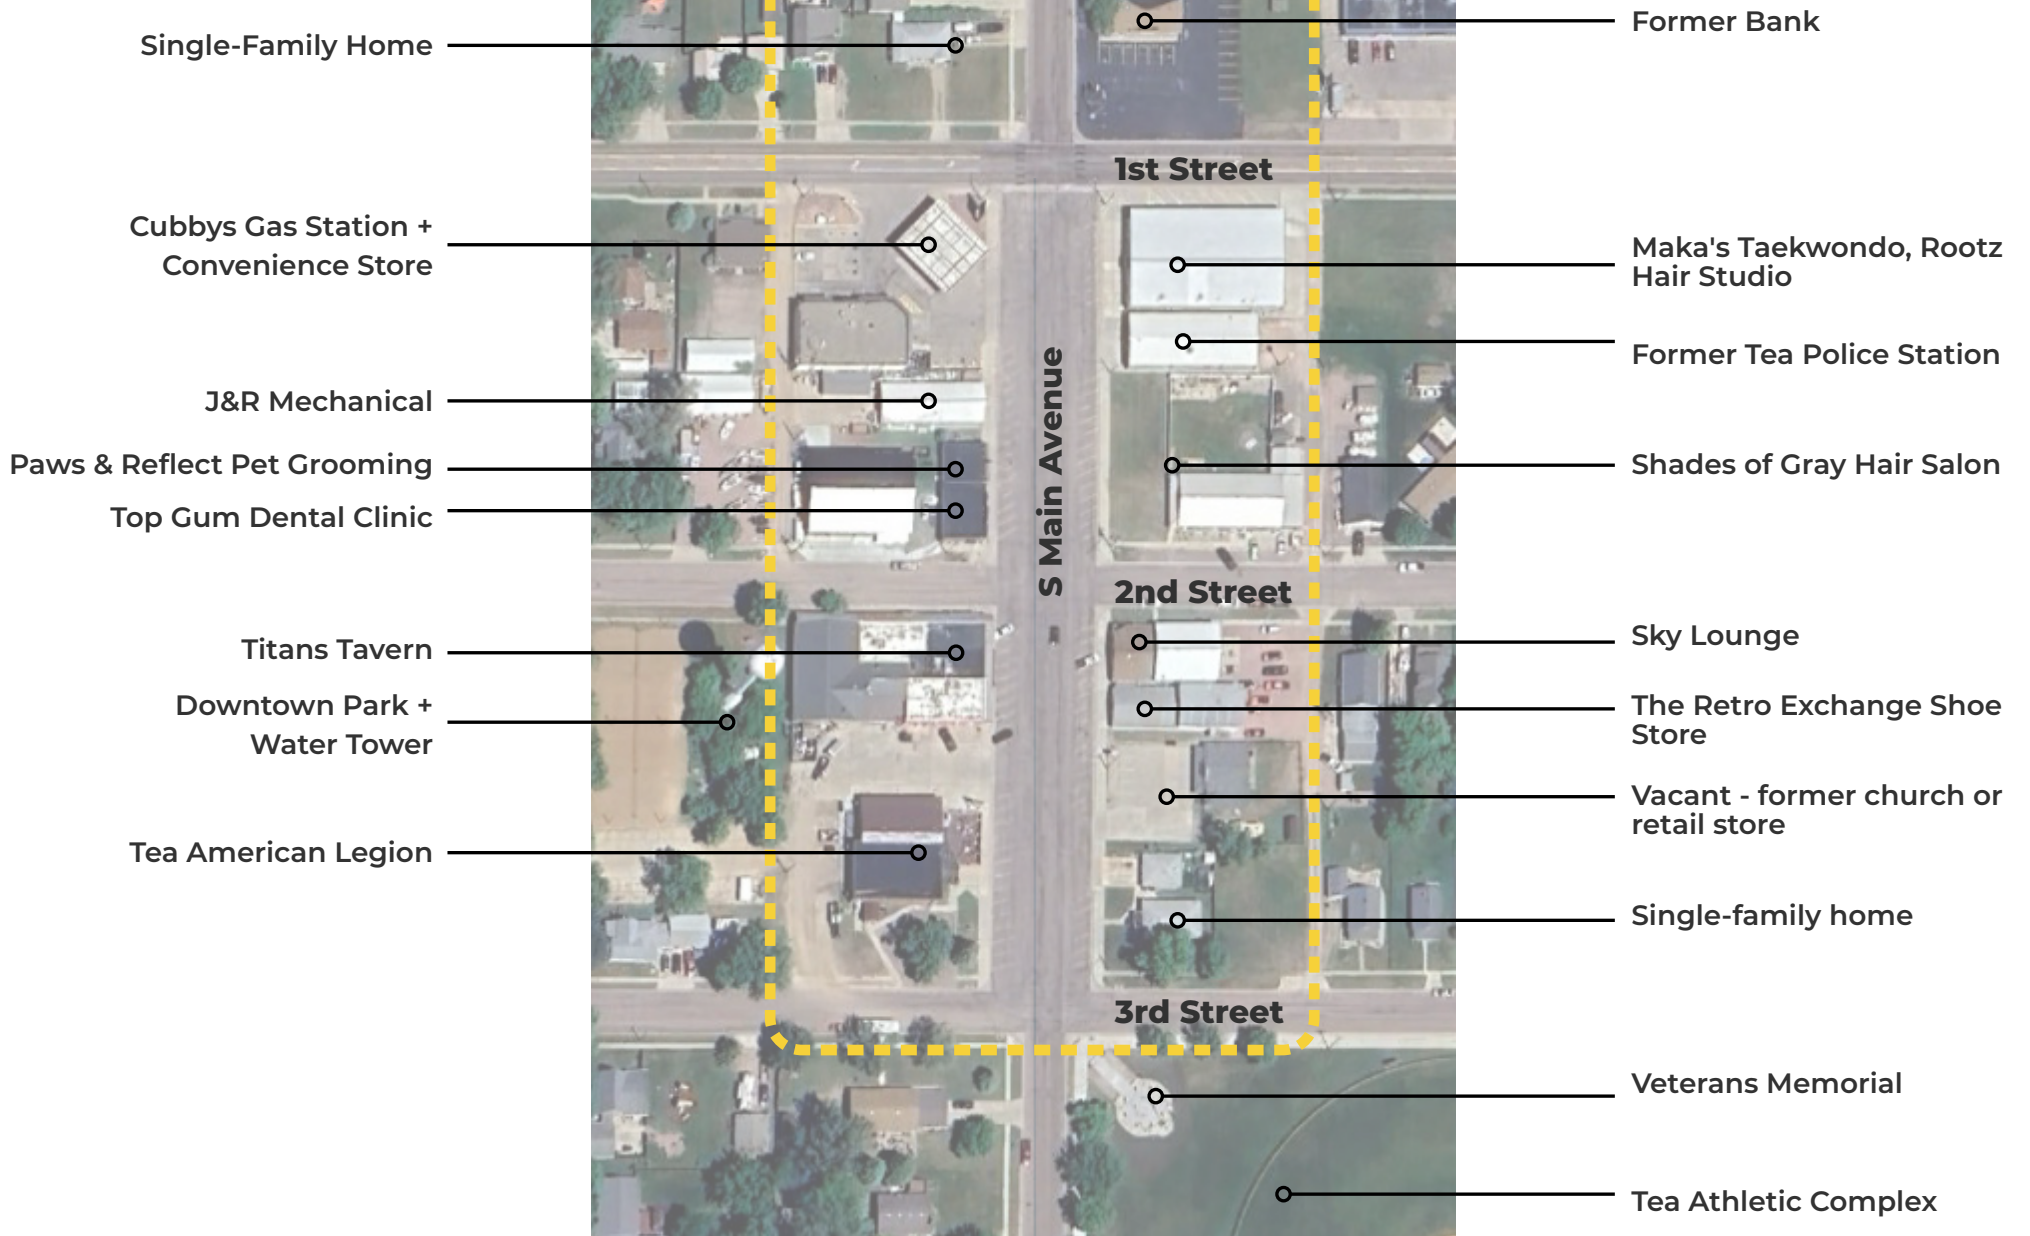 Single-Family Home
Cubbys Gas Station +
Convenience Store
J&R Mechanical
Paws & Reflect Pet Grooming
Top Gum Dental Clinic
Titans Tavern
Downtown Park +
Water Tower
Tea American Legion
1st Street
S Main Avenue
2nd Street
3rd Street
Former Bank
Maka's Taekwondo, Rootz
Hair Studio
Former Tea Police Station
Shades of Gray Hair Salon
Sky Lounge
The Retro Exchange Shoe
Store
Vacant - former church or
retail store
Single-family home
Veterans Memorial
Tea Athletic Complex